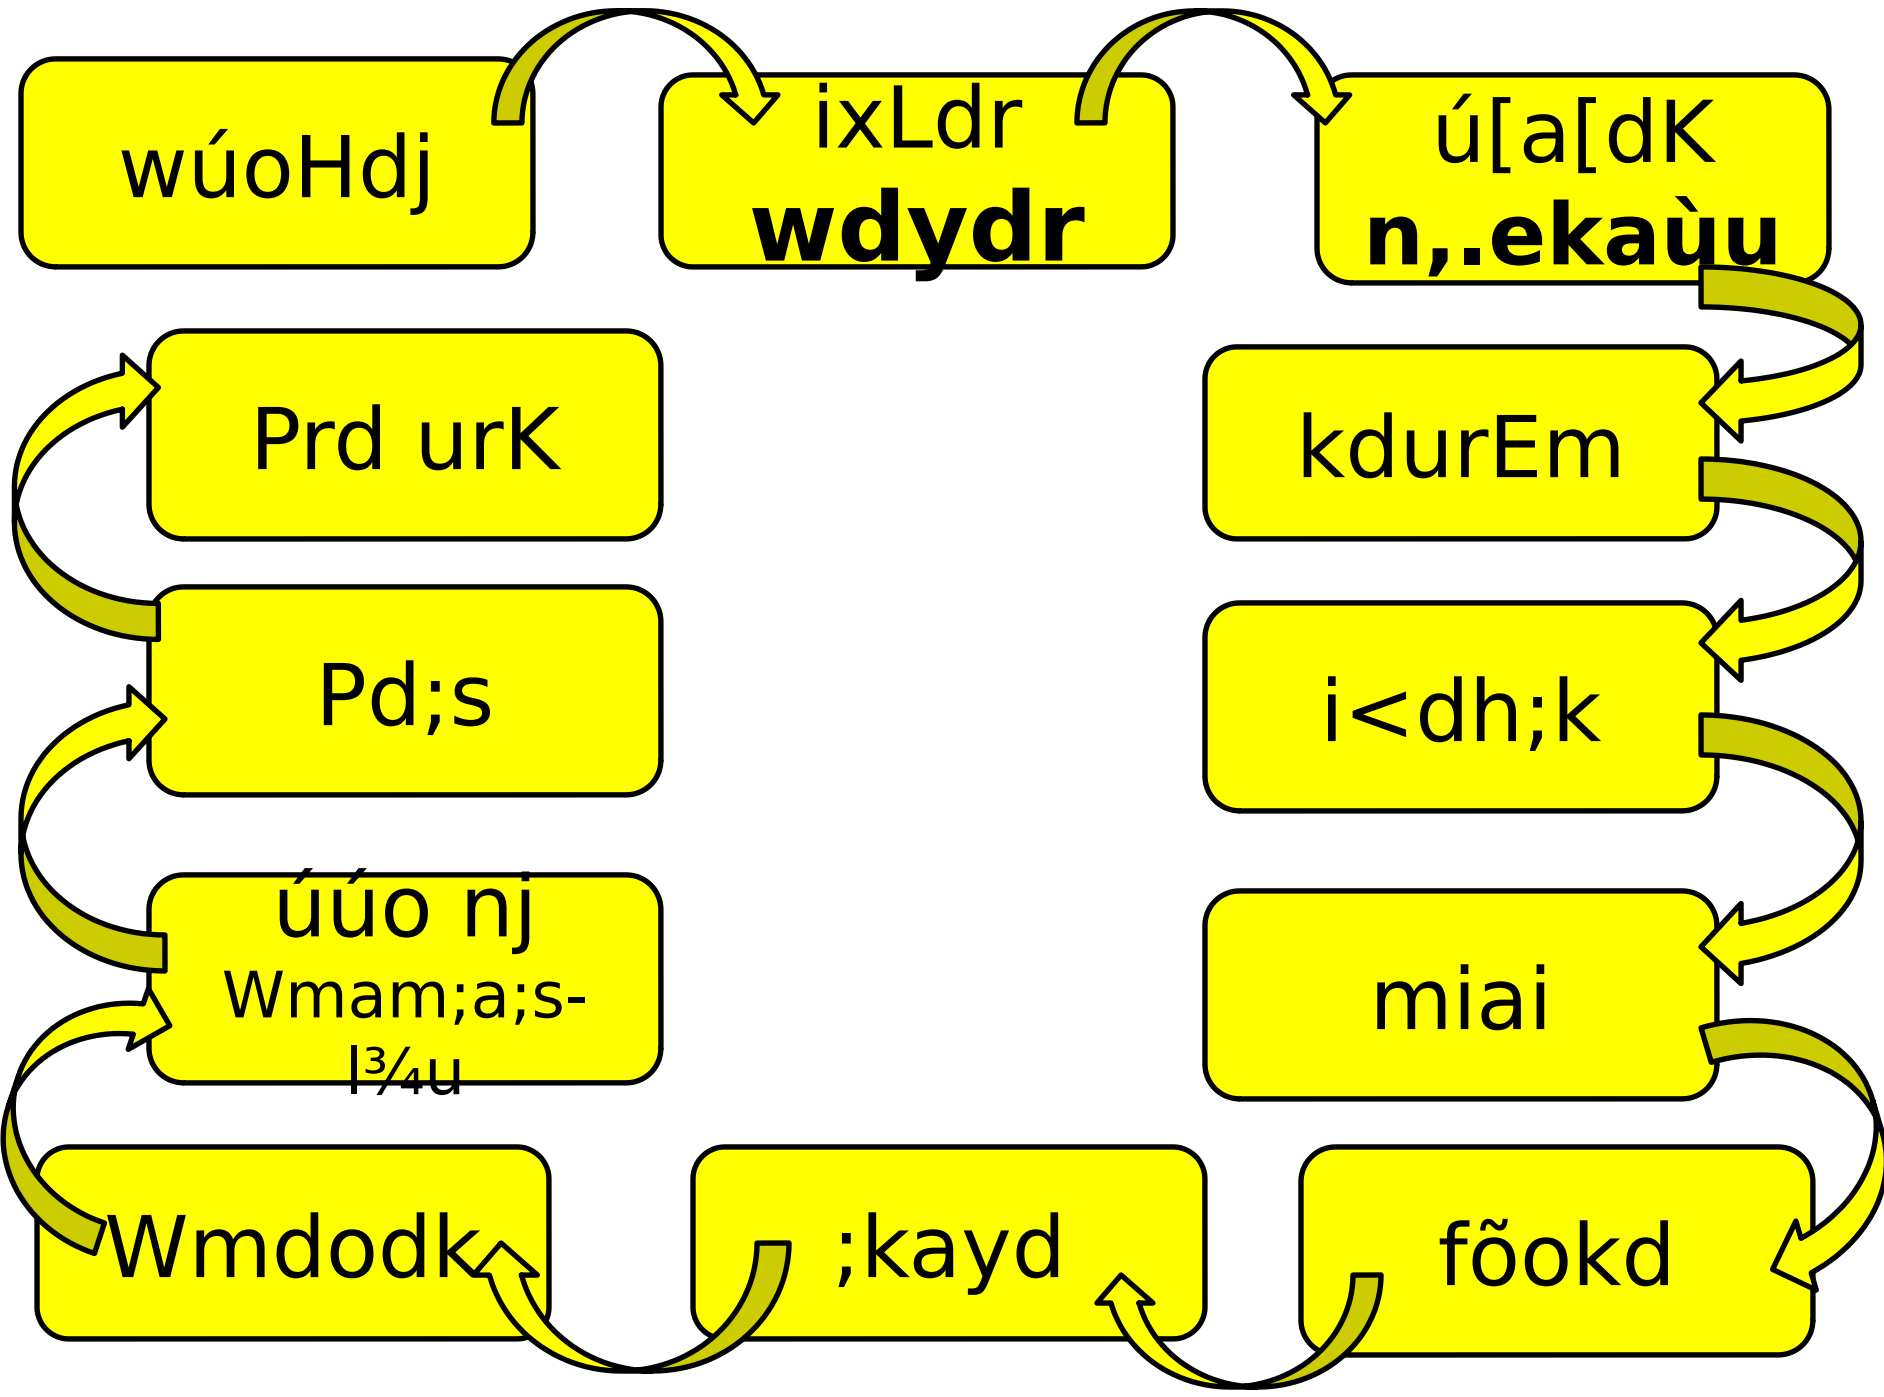 wúoHdj
ixLdr
wdydr
ú[a[dK
n,.ekaùu
kdurEm
i<dh;k
miai
fõokd
;kayd
Wmdodk
úúo nj
Wmam;a;s-
l¾u
Pd;s
Prd urK